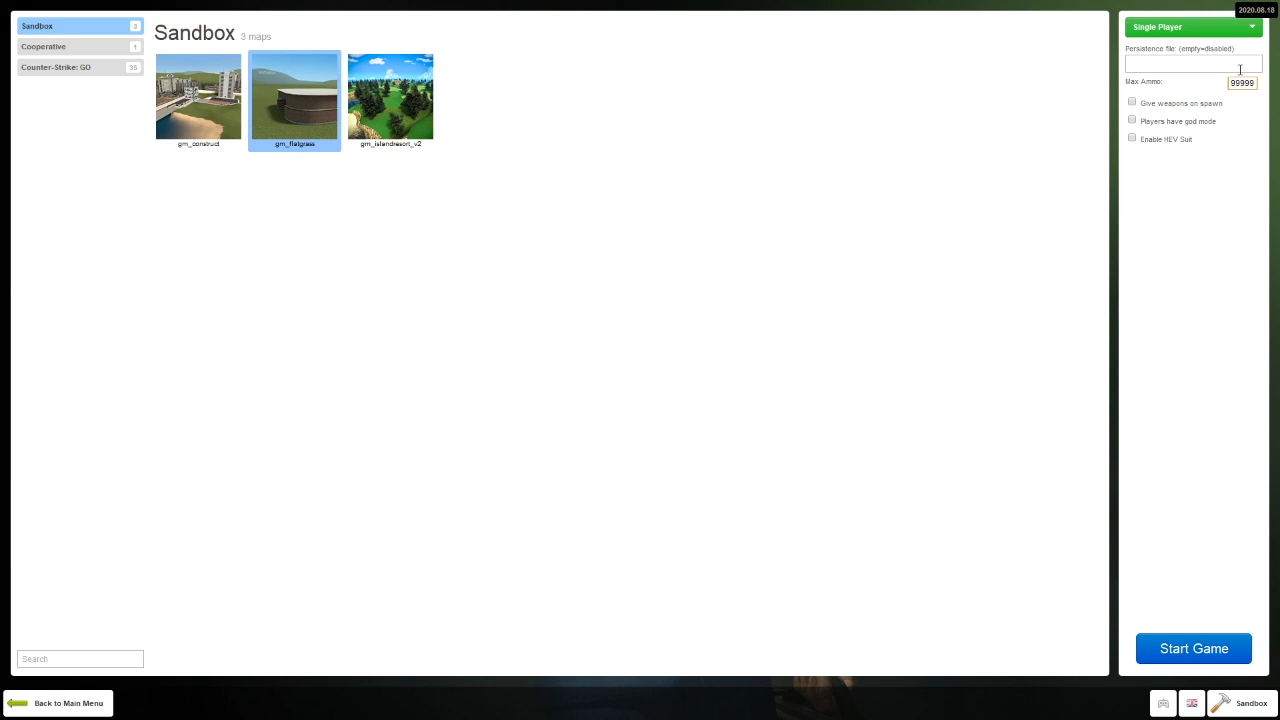 2020.08.18
Sandbox 3
Cooperative 1
Counter-Strike: GO 35
Sandbox 3 maps
gm_construct
gm_flatgrass
gm_islandresort_v2
Single Player
Persistence file: (empty=disabled)
Max Ammo: 99999
Give weapons on spawn
Players have god mode
Enable HEV Suit
Search
Start Game
Back to Main Menu
Sandbox